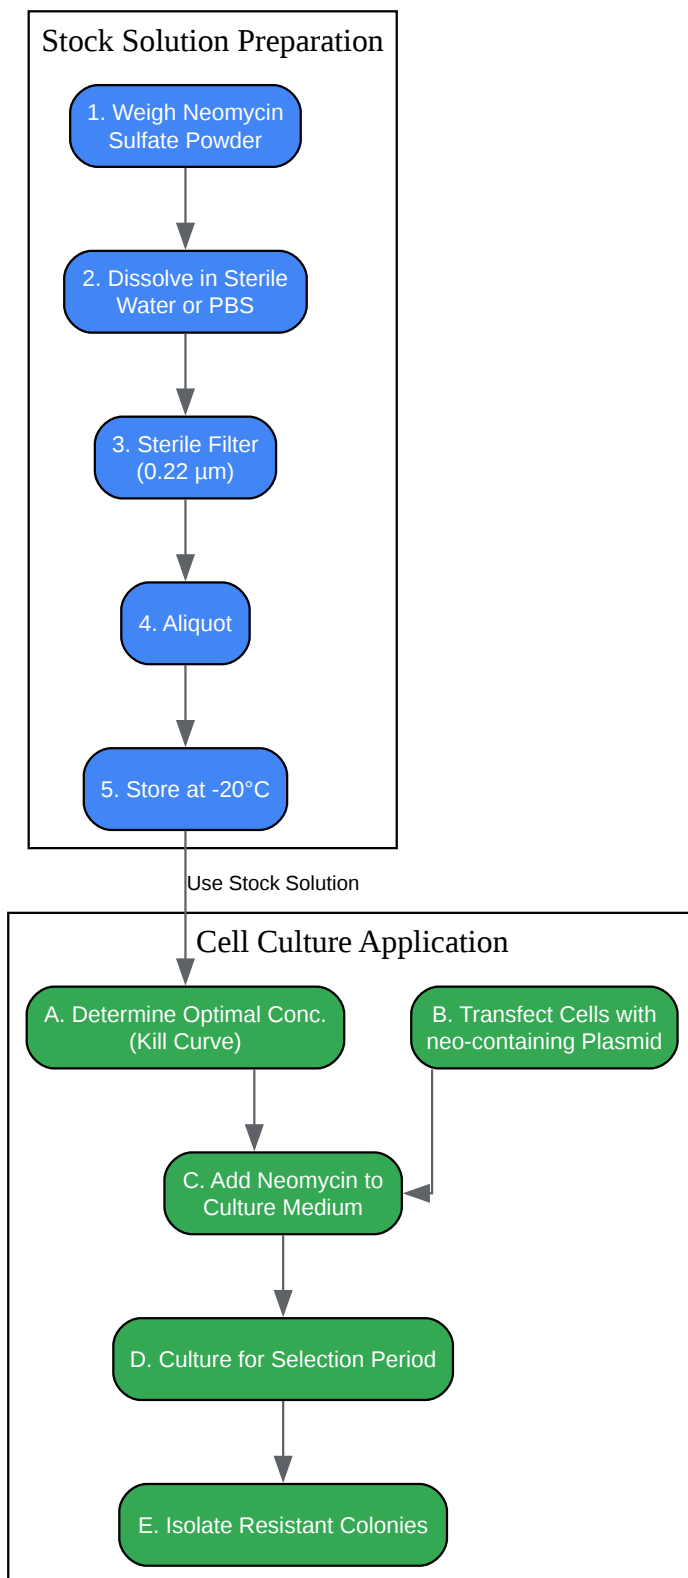 Stock Solution Preparation
1. Weigh Neomycin
Sulfate Powder
2. Dissolve in Sterile
Water or PBS
3. Sterile Filter
(0.22 µm)
4. Aliquot
5. Store at -20°C
Use Stock Solution
Cell Culture Application
A. Determine Optimal Conc.
(Kill Curve)
B. Transfect Cells with
neo-containing Plasmid
C. Add Neomycin to
Culture Medium
D. Culture for Selection Period
E. Isolate Resistant Colonies